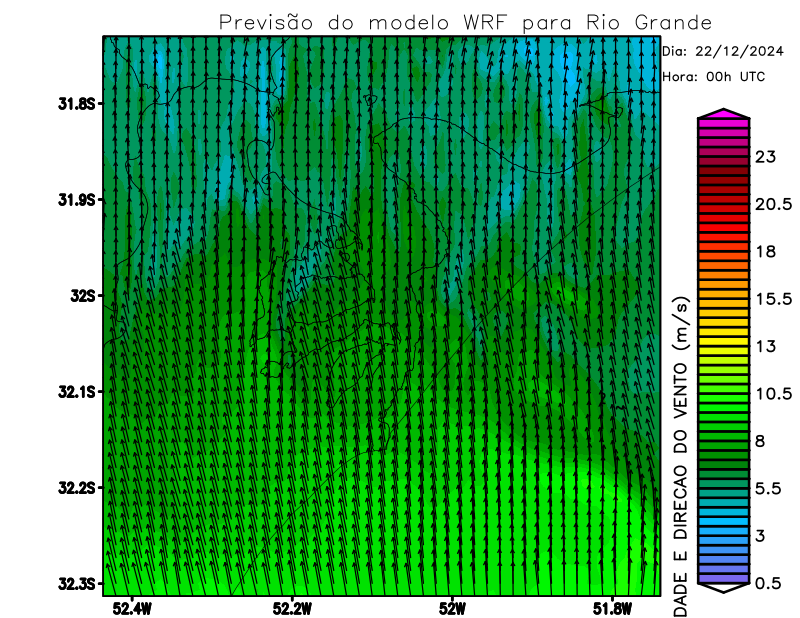 Previsão do modelo WRF para Rio Grande
Dia: 22/12/2024
Hora: 00h UTC
31.8S
31.9S
32S
32.1S
32.2S
32.3S
52.4W
52.2W
52W
51.8W
23
20.5
18
15.5
13
10.5
8
5.5
3
0.5
DADE E DIRECAO DO VENTO (m/s)